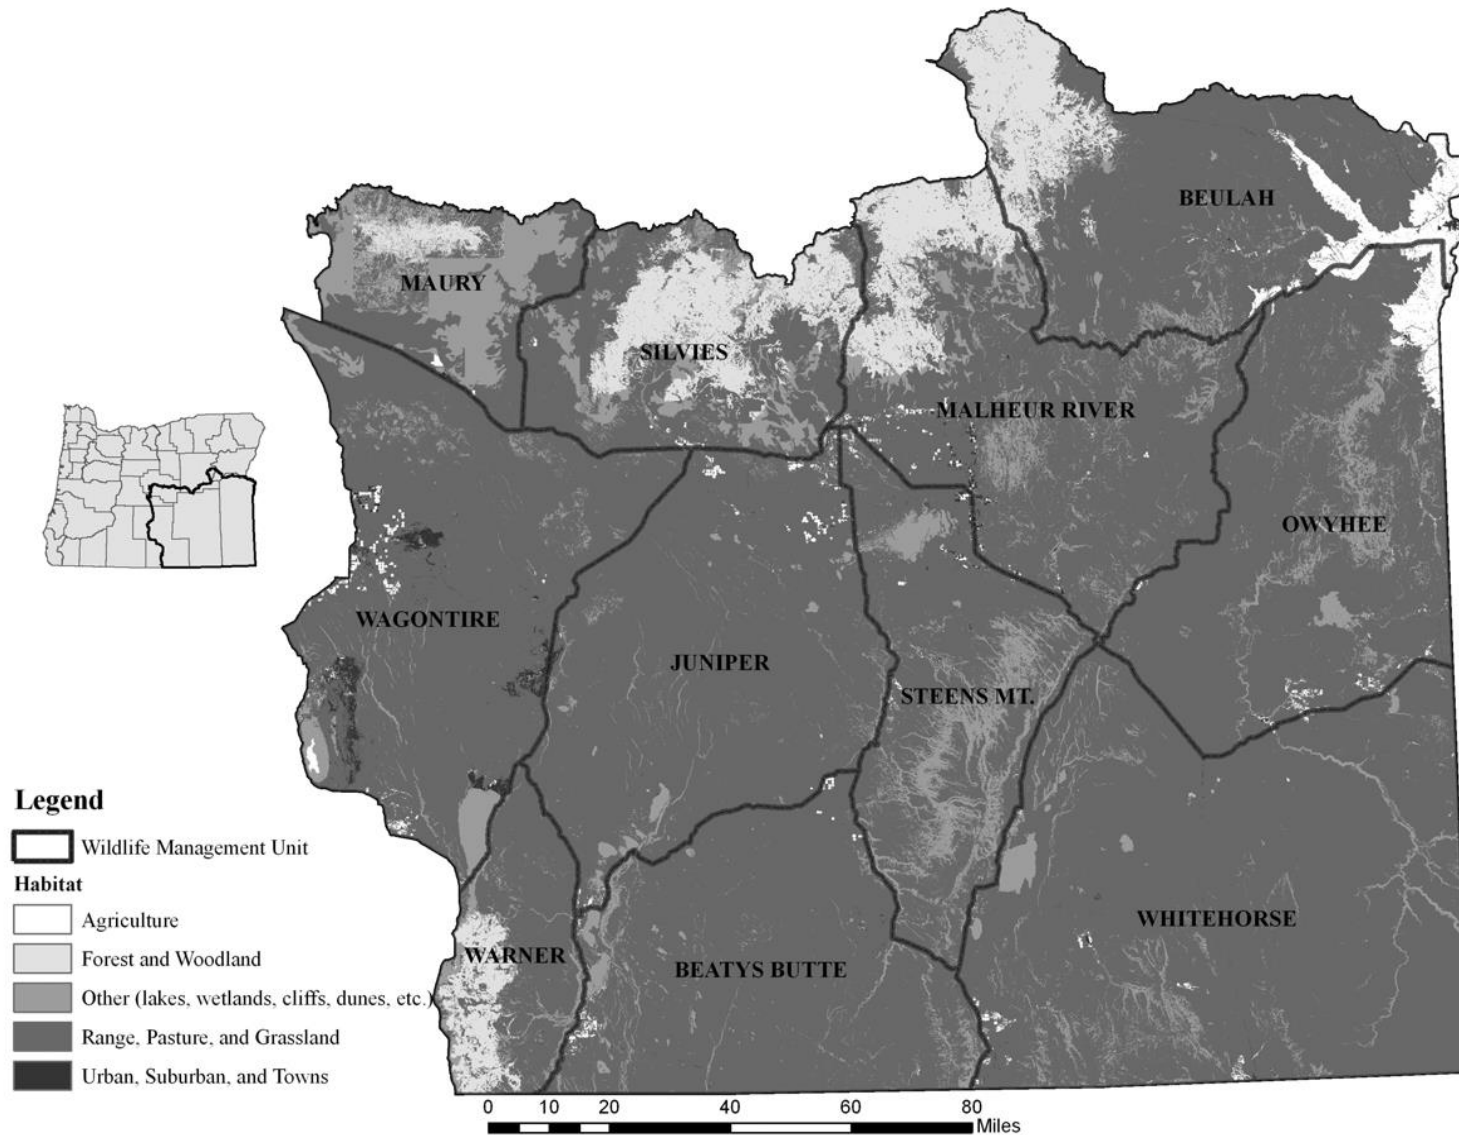 BEULAH
MAURY
SILVIES
MALHEUR RIVER
OWYHEE
WAGONTIRE
JUNIPER
STEENS MT.
WHITEHORSE
WARNER
BEATYS BUTTE
Legend
Wildlife Management Unit
Habitat
Agriculture
Forest and Woodland
Other (lakes, wetlands, cliffs, dunes, etc.)
Range, Pasture, and Grassland
Urban, Suburban, and Towns
0 10 20 40 60 80
Miles